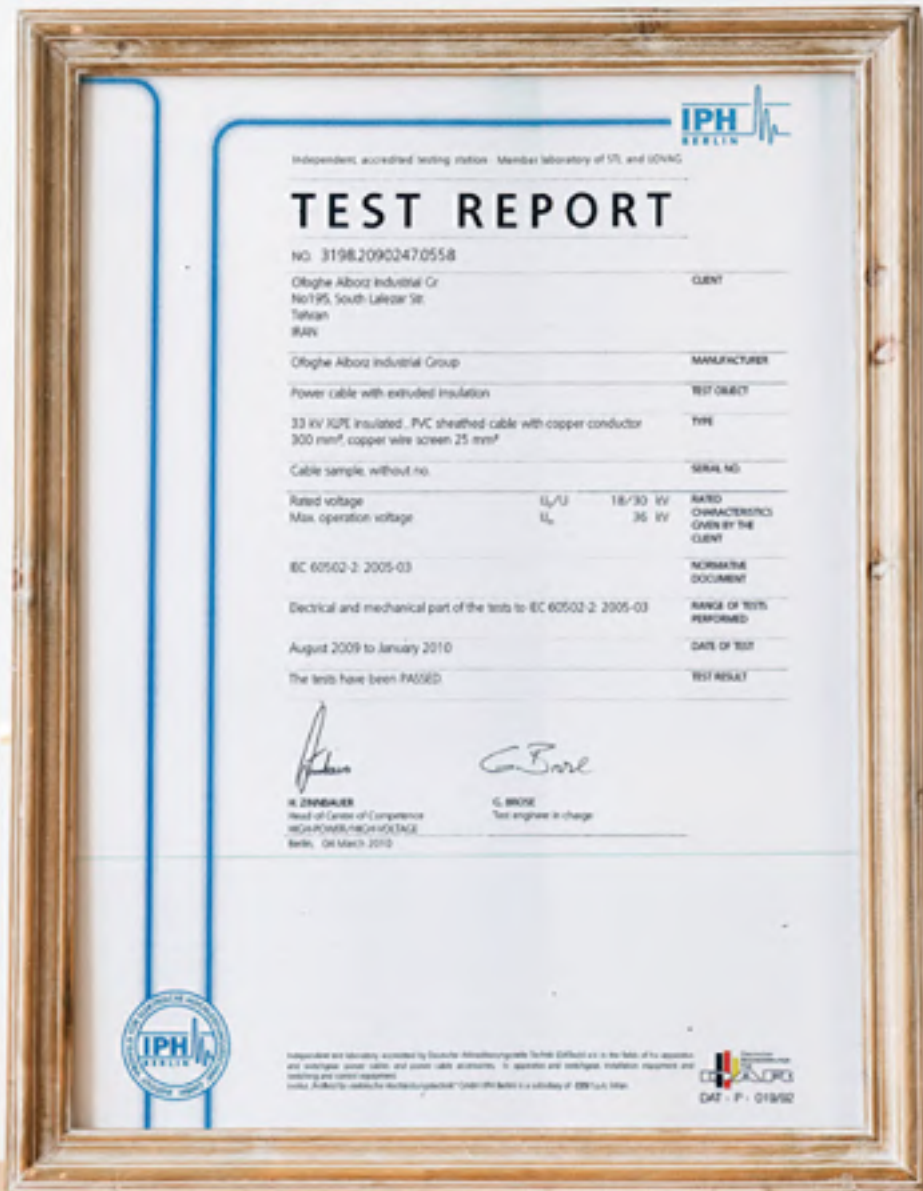 IPH
BERLIN
Independent, accredited testing station · Member laboratory of STL and LOVAG
TEST REPORT
NO. 3198.2090247.0558
Ofoghe Alborz Industrial Gr
No195, South Lalezar Str.
Tehran
IRAN
CLIENT
Ofoghe Alborz Industrial Group
MANUFACTURER
Power cable with extruded insulation
TEST OBJECT
33 kV XLPE insulated, PVC sheathed cable with copper conductor
300 mm², copper wire screen 25 mm²
TYPE
Cable sample, without no.
SERIAL NO.
Rated voltage U₀/U 18/30 kV
Max. operation voltage Uₘ 36 kV
RATED
CHARACTERISTICS
GIVEN BY THE
CLIENT
IEC 60502-2: 2005-03
NORMATIVE
DOCUMENT
Electrical and mechanical part of the tests to IEC 60502-2: 2005-03
RANGE OF TESTS
PERFORMED
August 2009 to January 2010
DATE OF TEST
The tests have been PASSED.
TEST RESULT
G. Brose
H. ZINNBAUER
Head of Centre of Competence
HIGH-POWER/HIGH-VOLTAGE
G. BROSE
Test engineer in charge
Berlin, 04 March 2010
IPH
BERLIN
DAT - P - 019/92